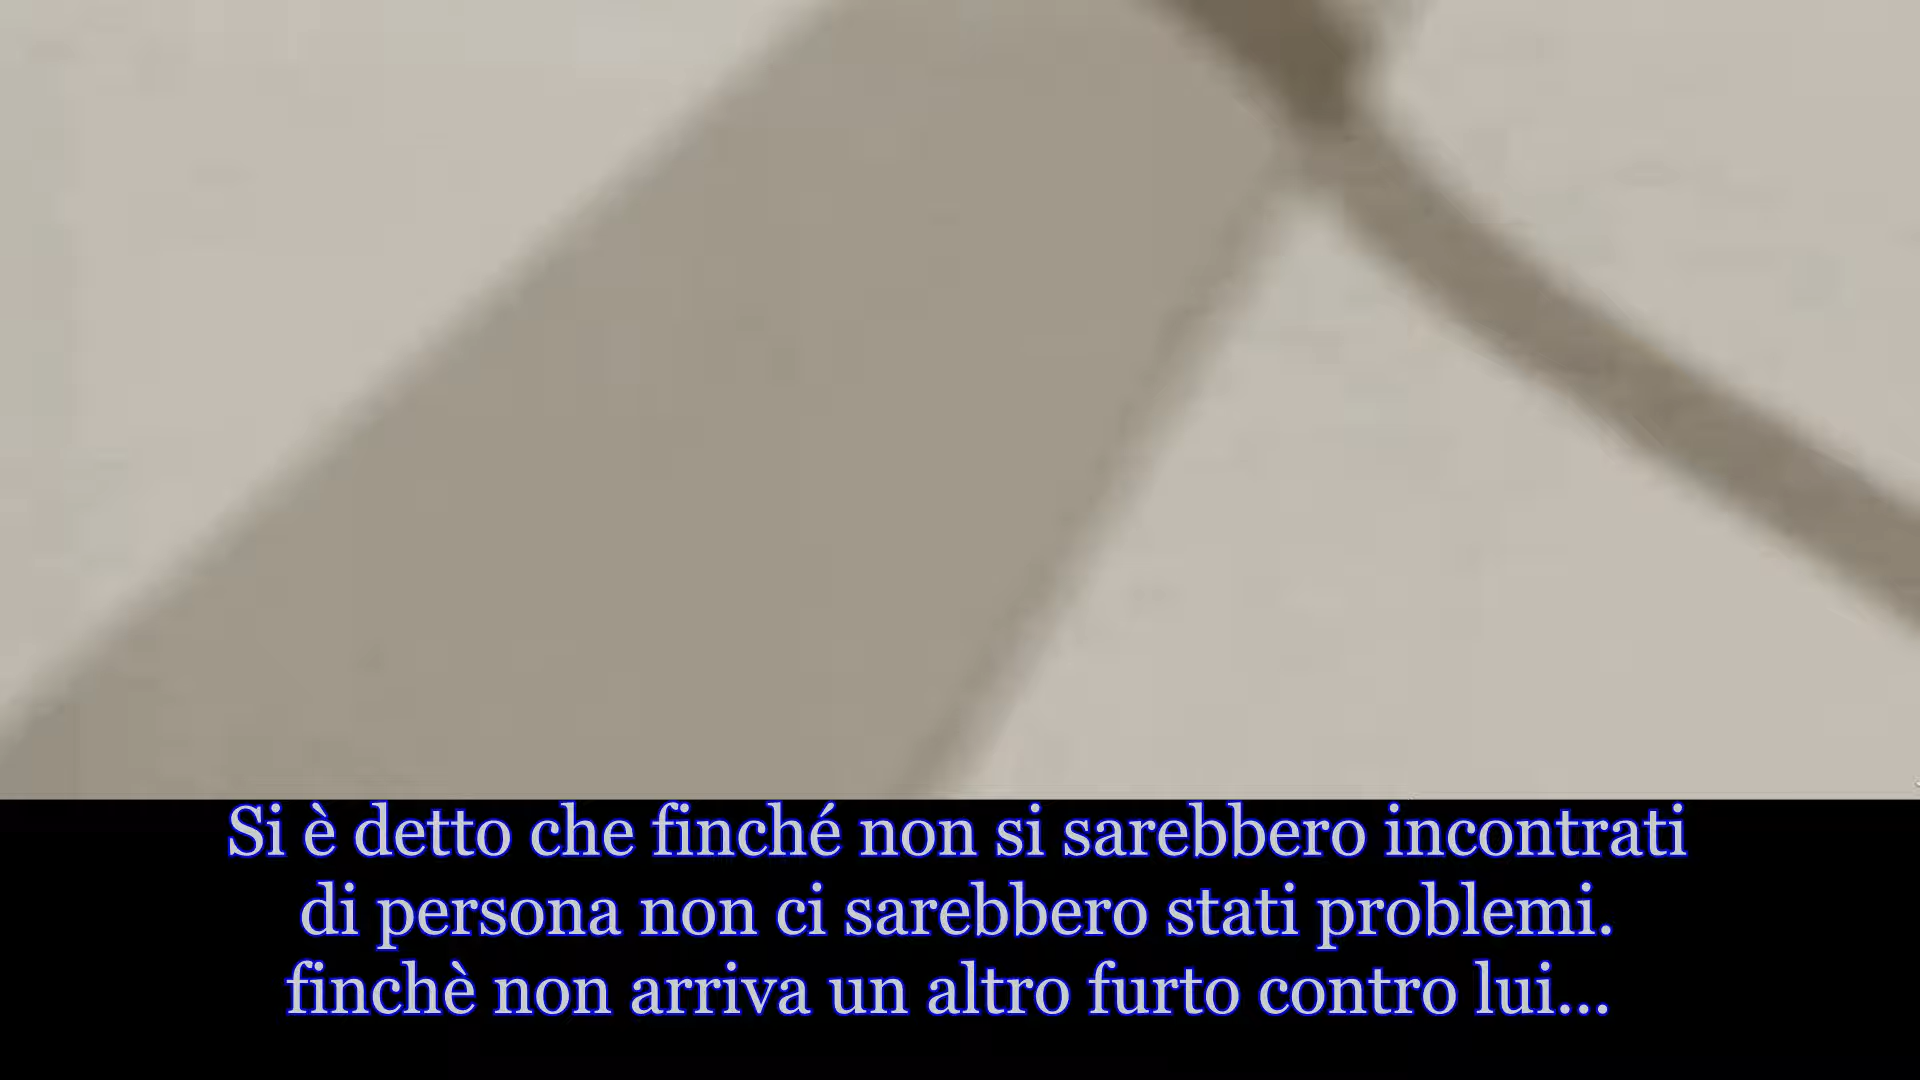 Si è detto che finché non si sarebbero incontrati
di persona non ci sarebbero stati problemi.
finchè non arriva un altro furto contro lui...